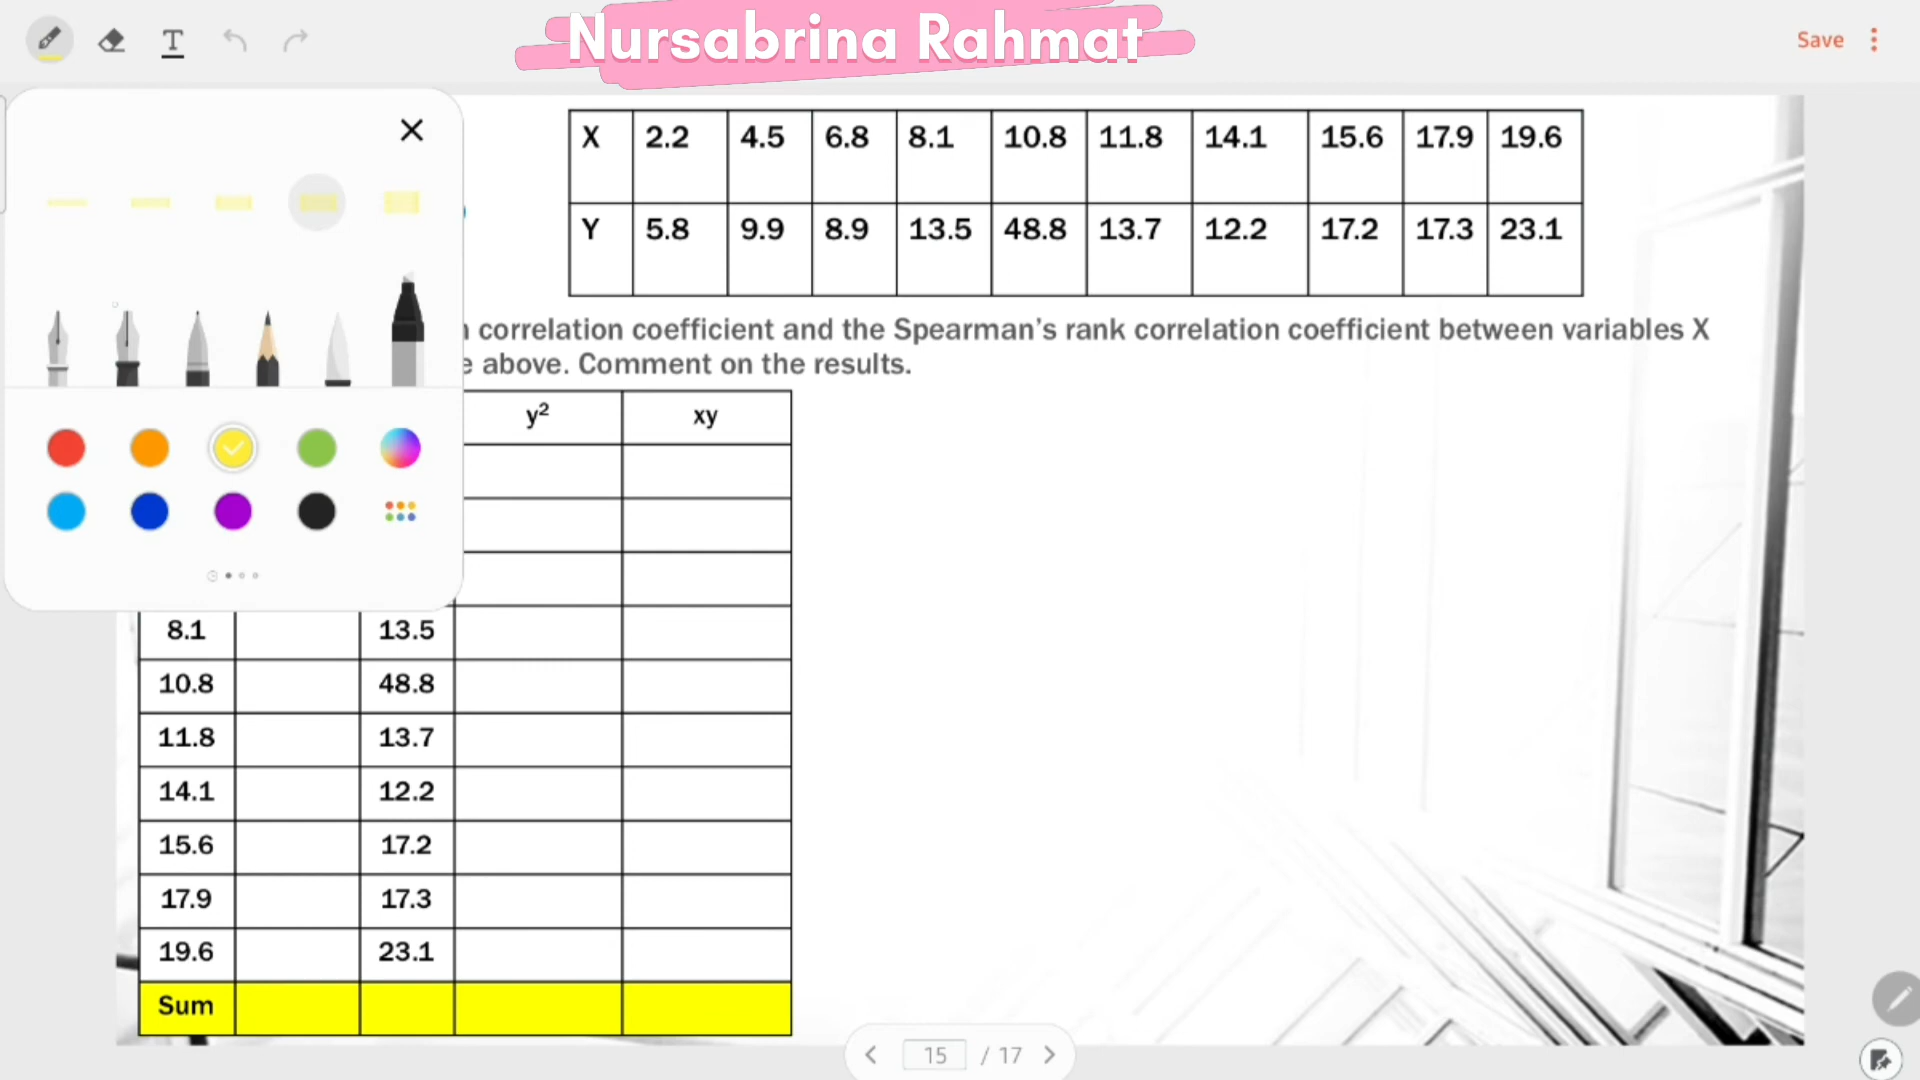 Nursabrina Rahmat
T
Save
X 2.2 4.5 6.8 8.1 10.8 11.8 14.1 15.6 17.9 19.6
Y 5.8 9.9 8.9 13.5 48.8 13.7 12.2 17.2 17.3 23.1
correlation coefficient and the Spearman's rank correlation coefficient between variables X
above. Comment on the results.
y² xy
8.1 13.5
10.8 48.8
11.8 13.7
14.1 12.2
15.6 17.2
17.9 17.3
19.6 23.1
Sum
15 / 17